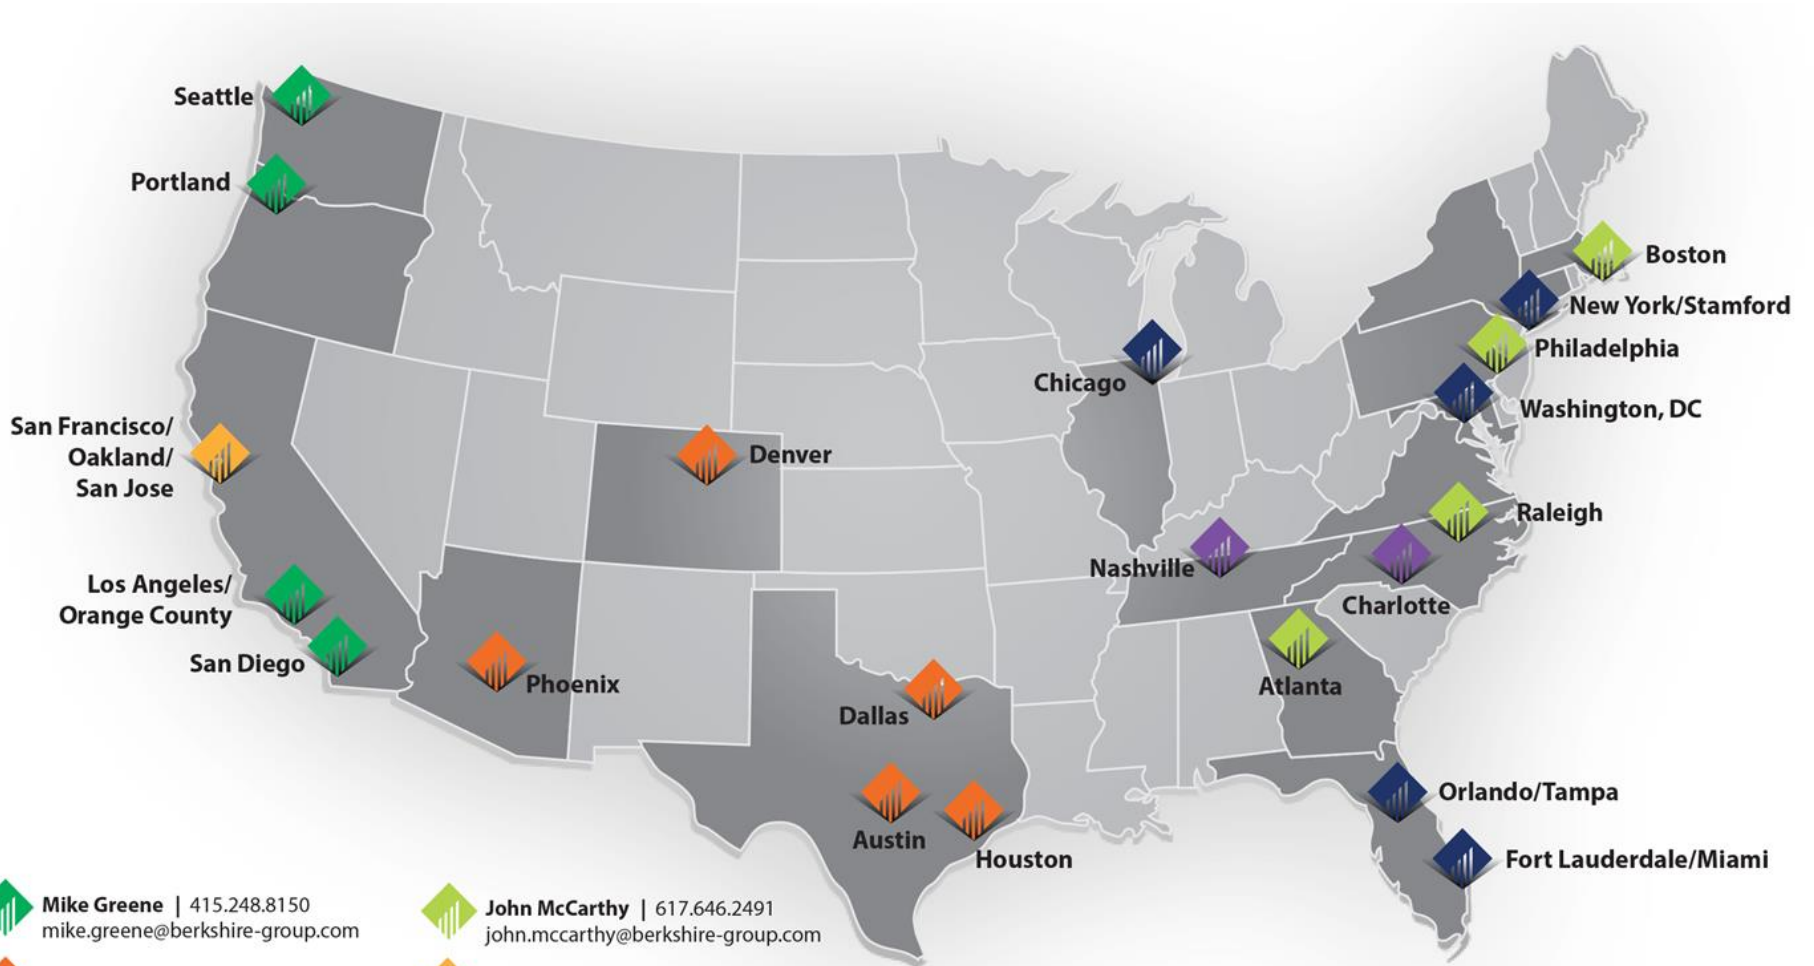 Seattle
Portland
San Francisco/
Oakland/
San Jose
Los Angeles/
Orange County
San Diego
Phoenix
Denver
Dallas
Austin
Houston
Chicago
Nashville
Boston
New York/Stamford
Philadelphia
Washington, DC
Raleigh
Charlotte
Atlanta
Orlando/Tampa
Fort Lauderdale/Miami
Mike Greene | 415.248.8150
mike.greene@berkshire-group.com
John McCarthy | 617.646.2491
john.mccarthy@berkshire-group.com